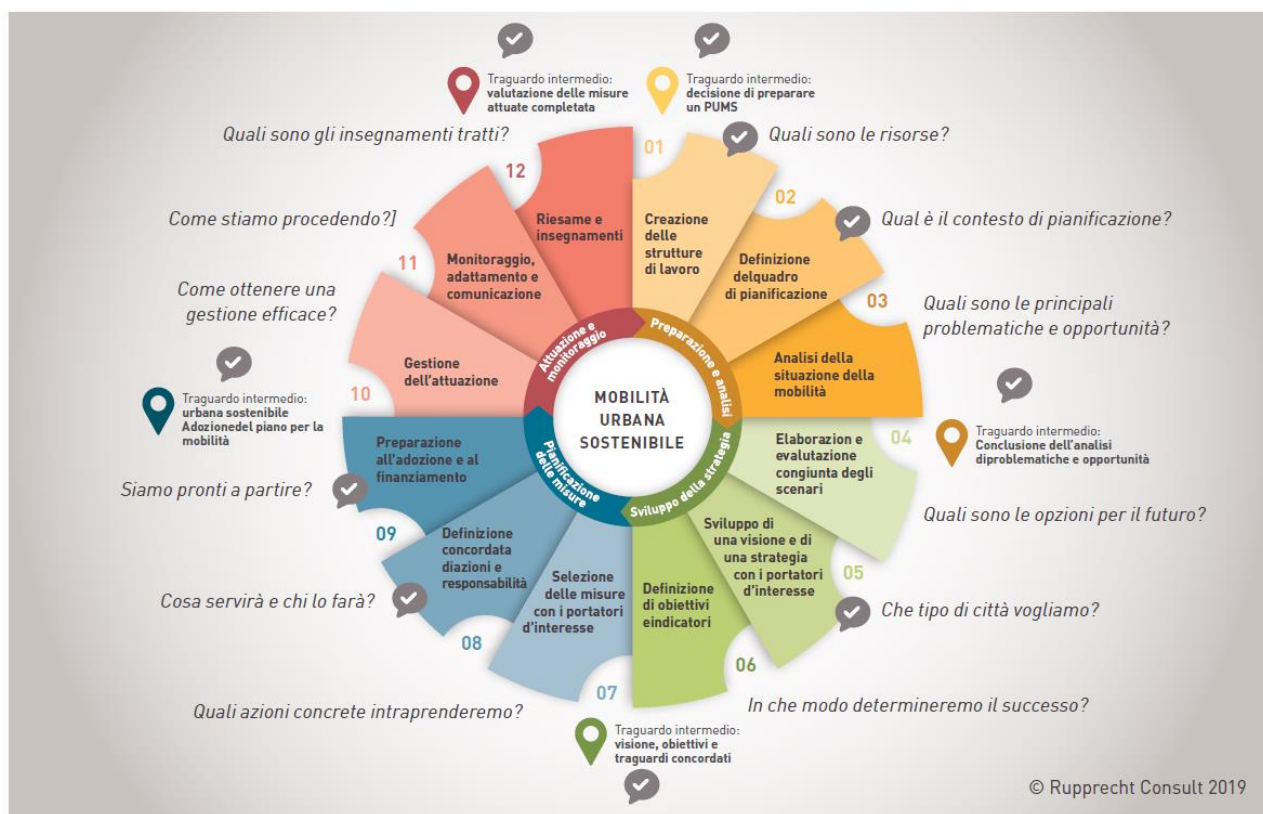 Traguardo intermedio:
valutazione delle misure
attuate completata
Traguardo intermedio:
decisione di preparare
un PUMS
Quali sono gli insegnamenti tratti?
Quali sono le risorse?
Come stiamo procedendo?]
Qual è il contesto di pianificazione?
Come ottenere una
gestione efficace?
Quali sono le principali
problematiche e opportunità?
Traguardo intermedio:
urbana sostenibile
Adozionedel piano per la
mobilità
Traguardo intermedio:
Conclusione dell'analisi
diproblematiche e opportunità
Siamo pronti a partire?
Quali sono le opzioni per il futuro?
Cosa servirà e chi lo farà?
Che tipo di città vogliamo?
Quali azioni concrete intraprenderemo?
In che modo determineremo il successo?
Traguardo intermedio:
visione, obiettivi e
traguardi concordati
01
Creazione
delle
strutture
di lavoro
02
Definizione
delquadro
di pianificazione
03
Analisi della
situazione della
mobilità
04
Elaborazion e
evalutazione
congiunta degli
scenari
05
Sviluppo di
una visione e di
una strategia
con i portatori
d'interesse
06
Definizione
di obiettivi
eindicatori
07
Selezione
delle misure
con i portatori
d'interesse
08
Definizione
concordata
diazioni e
responsabilità
09
Preparazione
all'adozione e al
finanziamento
10
Gestione
dell'attuazione
11
Monitoraggio,
adattamento e
comunicazione
12
Riesame e
insegnamenti
Preparazione e analisi
Sviluppo della strategia
Pianificazione
delle misure
Attuazione e
monitoraggio
MOBILITÀ
URBANA
SOSTENIBILE
© Rupprecht Consult 2019